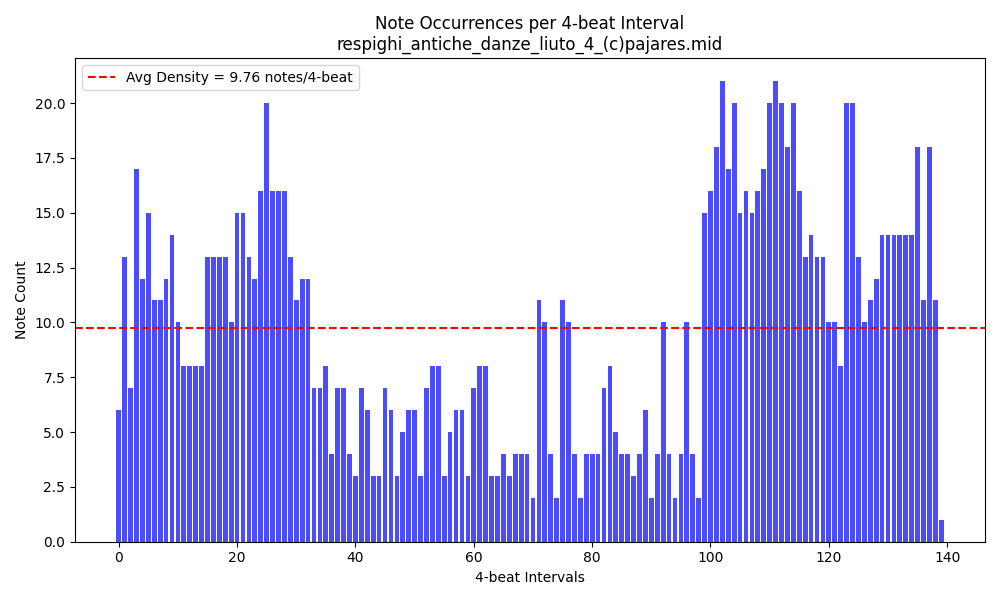 Note Occurrences per 4-beat Interval
respighi_antiche_danze_liuto_4_(c)pajares.mid
Avg Density = 9.76 notes/4-beat
Note Count
20.0
17.5
15.0
12.5
10.0
7.5
5.0
2.5
0.0
0 20 40 60 80 100 120 140
4-beat Intervals